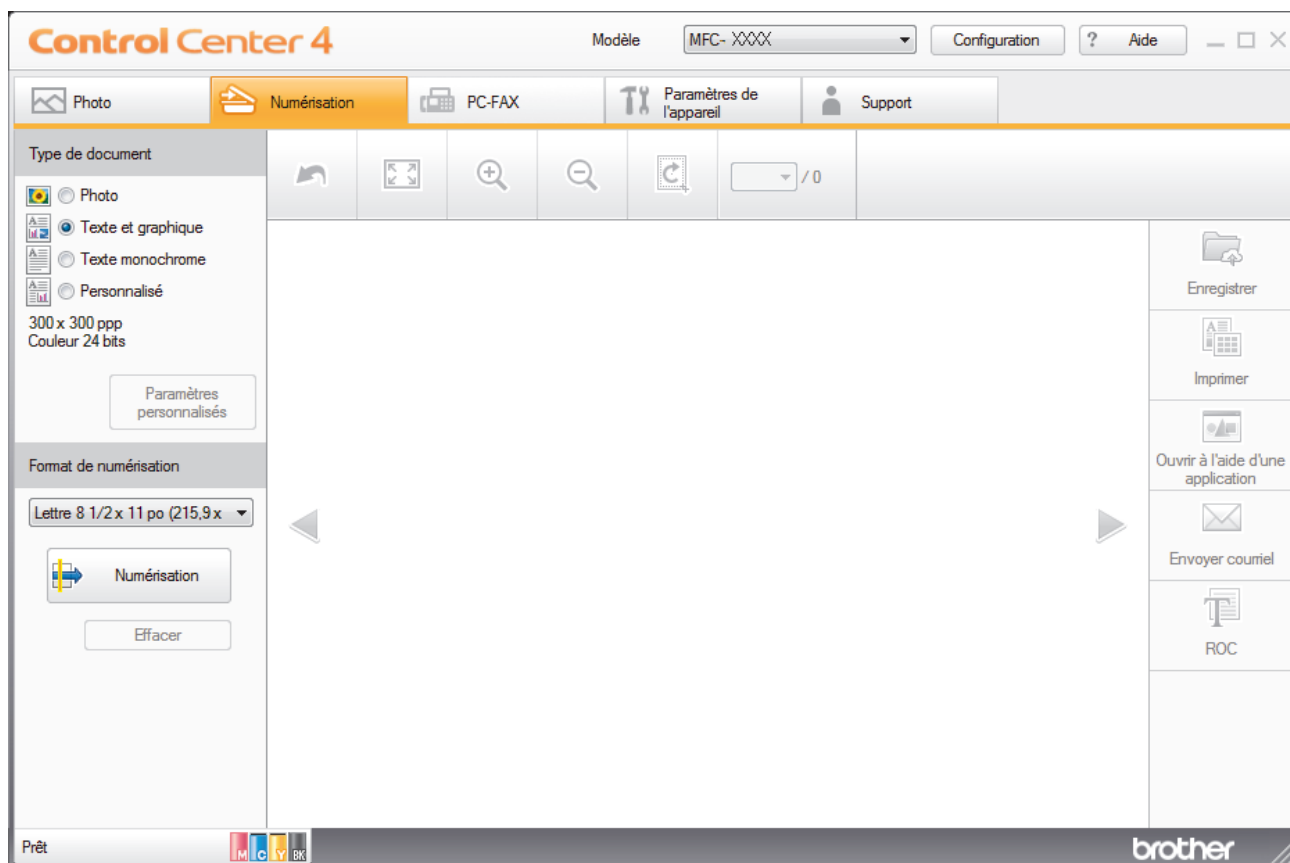 Control Center 4
Modèle
MFC- XXXX
Configuration
? Aide
Photo
Numérisation
PC-FAX
Paramètres de
l'appareil
Support
Type de document
Photo
Texte et graphique
Texte monochrome
Personnalisé
300 x 300 ppp
Couleur 24 bits
Paramètres
personnalisés
Format de numérisation
Lettre 8 1/2 x 11 po (215,9 x
Numérisation
Effacer
/ 0
Enregistrer
Imprimer
Ouvrir à l'aide d'une
application
Envoyer courriel
ROC
Prêt
M C Y BK
brother